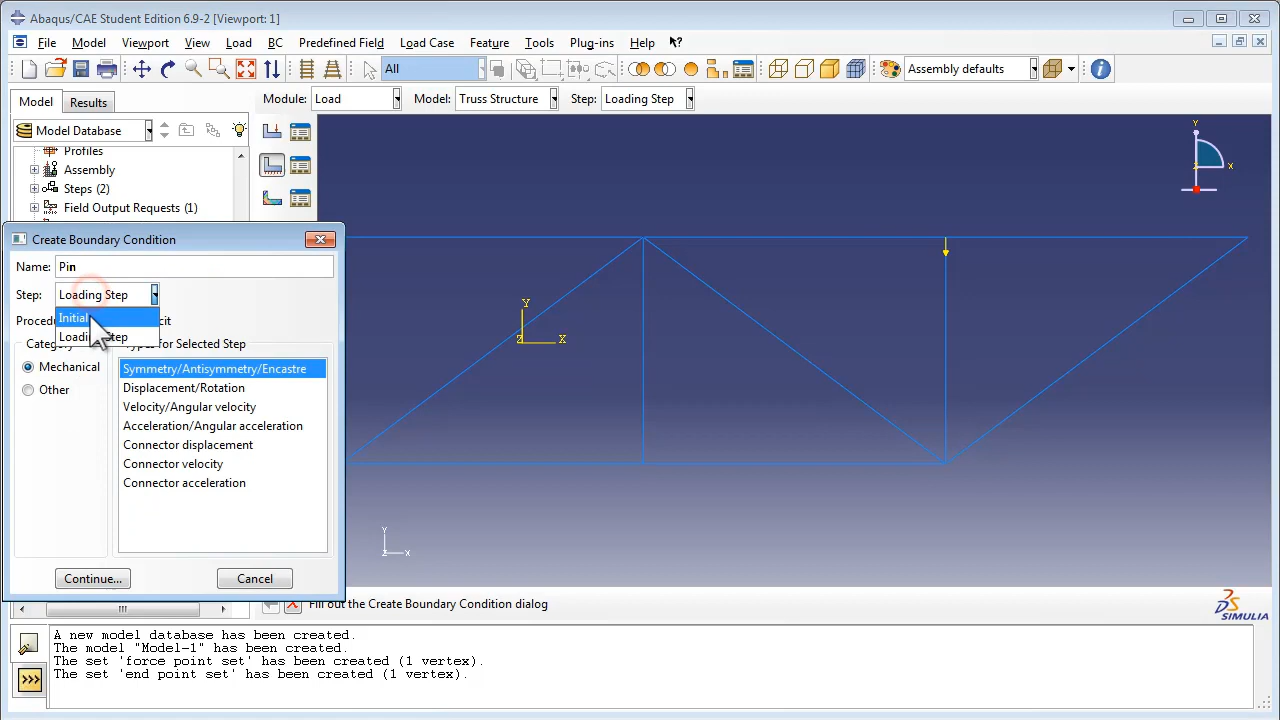 Abaqus/CAE Student Edition 6.9-2 [Viewport: 1]
File Model Viewport View Load BC Predefined Field Load Case Feature Tools Plug-ins Help
All
Assembly defaults
Model Results
Module: Load Model: Truss Structure Step: Loading Step
Model Database
Profiles
Assembly
Steps (2)
Field Output Requests (1)
Create Boundary Condition
Name: Pin
Step: Loading Step
Initial
Loading Step
Category
Types for Selected Step
Mechanical
Other
Symmetry/Antisymmetry/Encastre
Displacement/Rotation
Velocity/Angular velocity
Acceleration/Angular acceleration
Connector displacement
Connector velocity
Connector acceleration
Continue... Cancel
Y
X
Z
Y
X
Z
Y
X
Z
Fill out the Create Boundary Condition dialog
SIMULIA
A new model database has been created.
The model "Model-1" has been created.
The set 'force point set' has been created (1 vertex).
The set 'end point set' has been created (1 vertex).
>>>